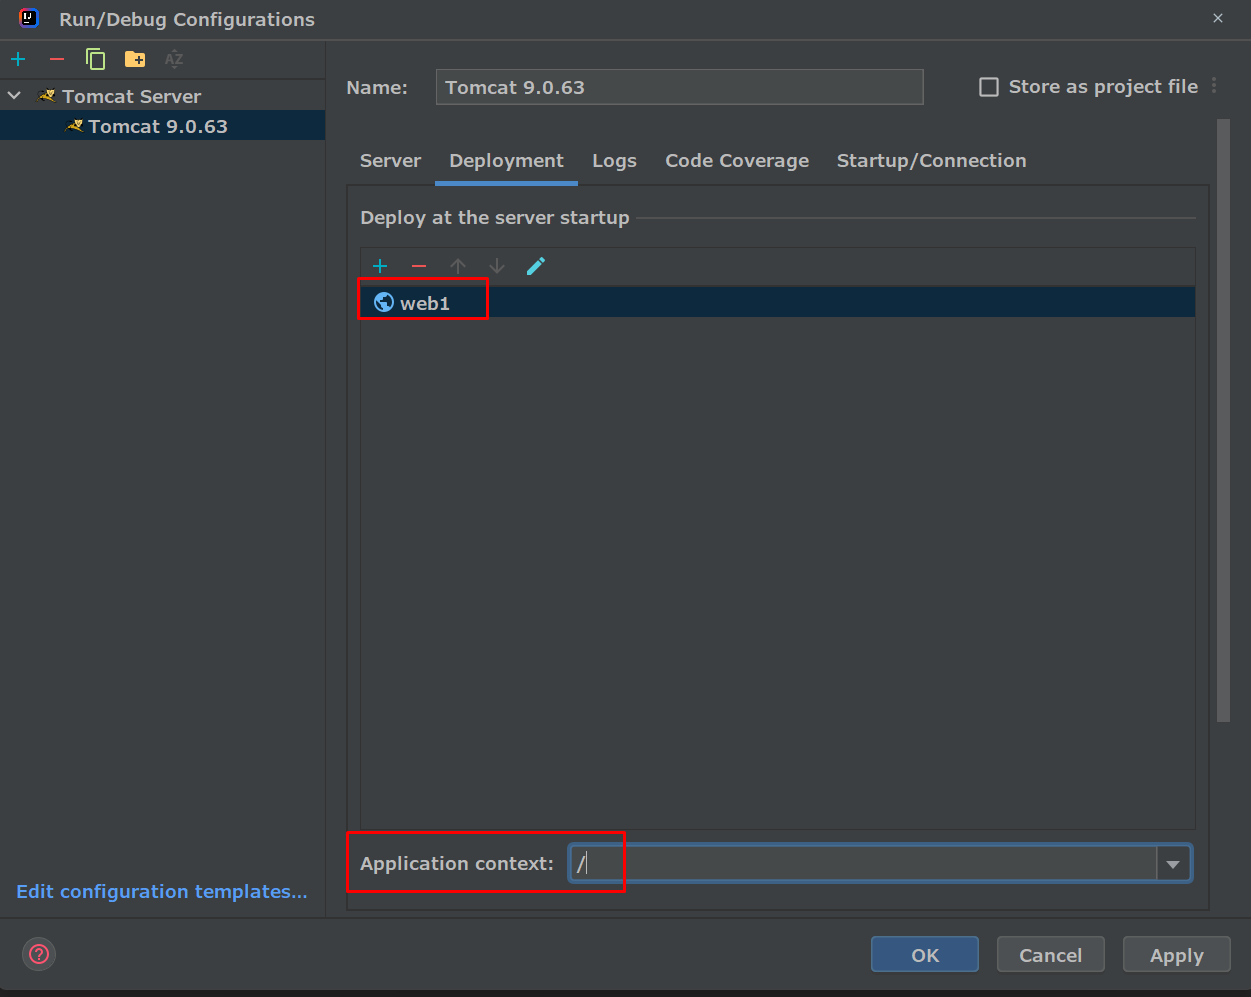 Run/Debug Configurations
Tomcat Server
Tomcat 9.0.63
Edit configuration templates...
Name: Tomcat 9.0.63
Store as project file
Server Deployment Logs Code Coverage Startup/Connection
Deploy at the server startup
web1
Application context: /
OK Cancel Apply